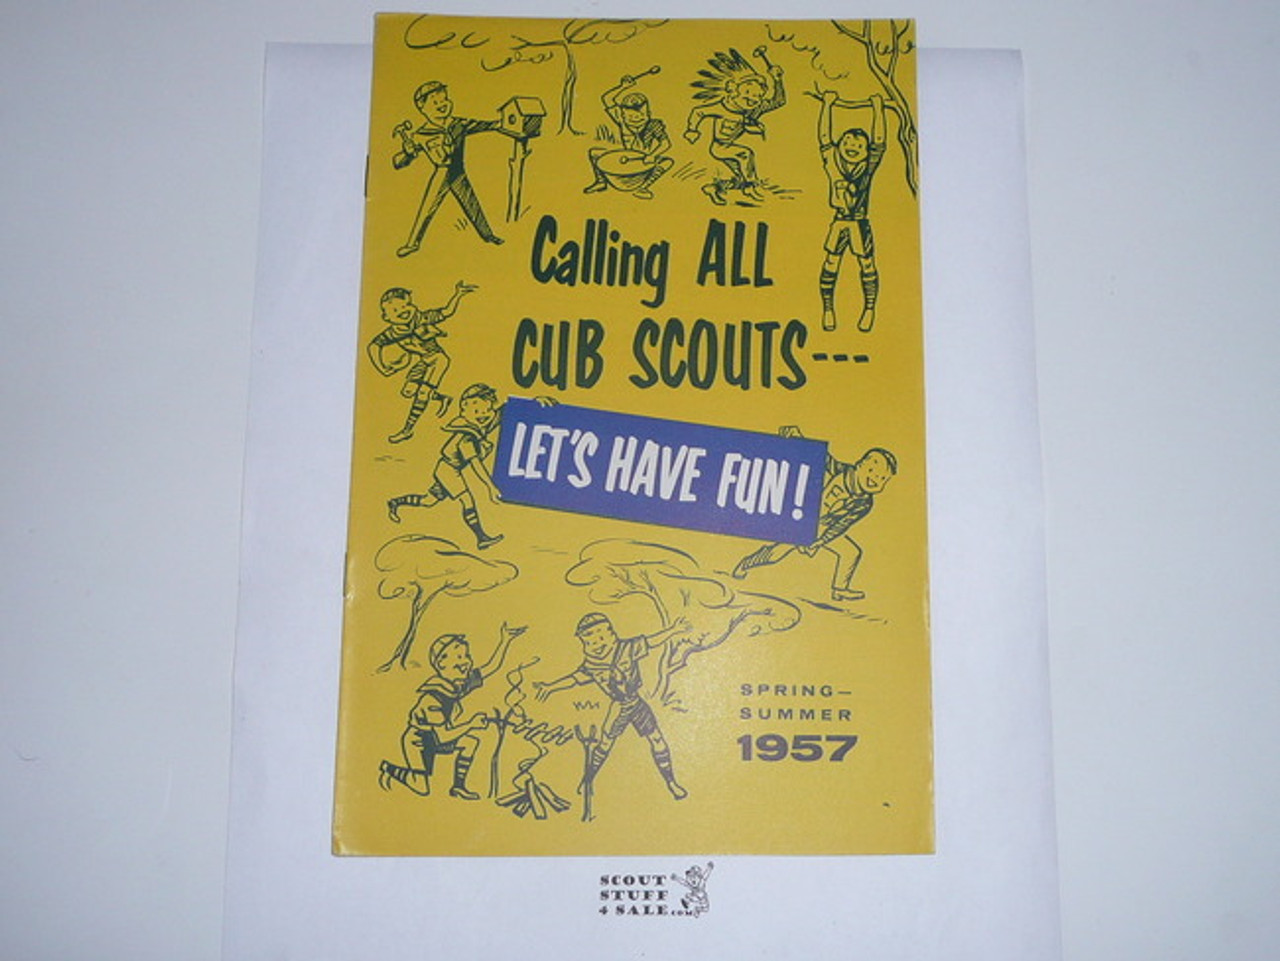 Calling ALL
CUB SCOUTS---
LET'S HAVE FUN!
SPRING—
SUMMER
1957
SCOUT
STUFF
4 SALE.com